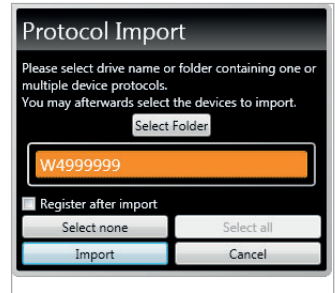 Protocol Import
Please select drive name or folder containing one or
multiple device protocols.
You may afterwards select the devices to import.
Select Folder
W4999999
Register after import
Select none
Select all
Import
Cancel